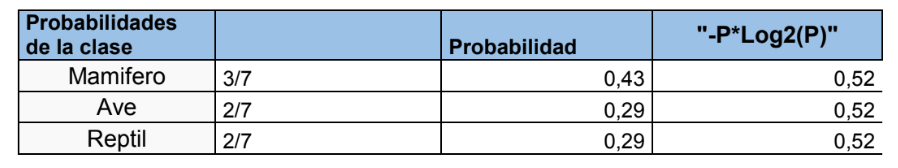 Probabilidades
de la clase
Probabilidad
"-P*Log2(P)"
Mamifero 3/7 0,43 0,52
Ave 2/7 0,29 0,52
Reptil 2/7 0,29 0,52